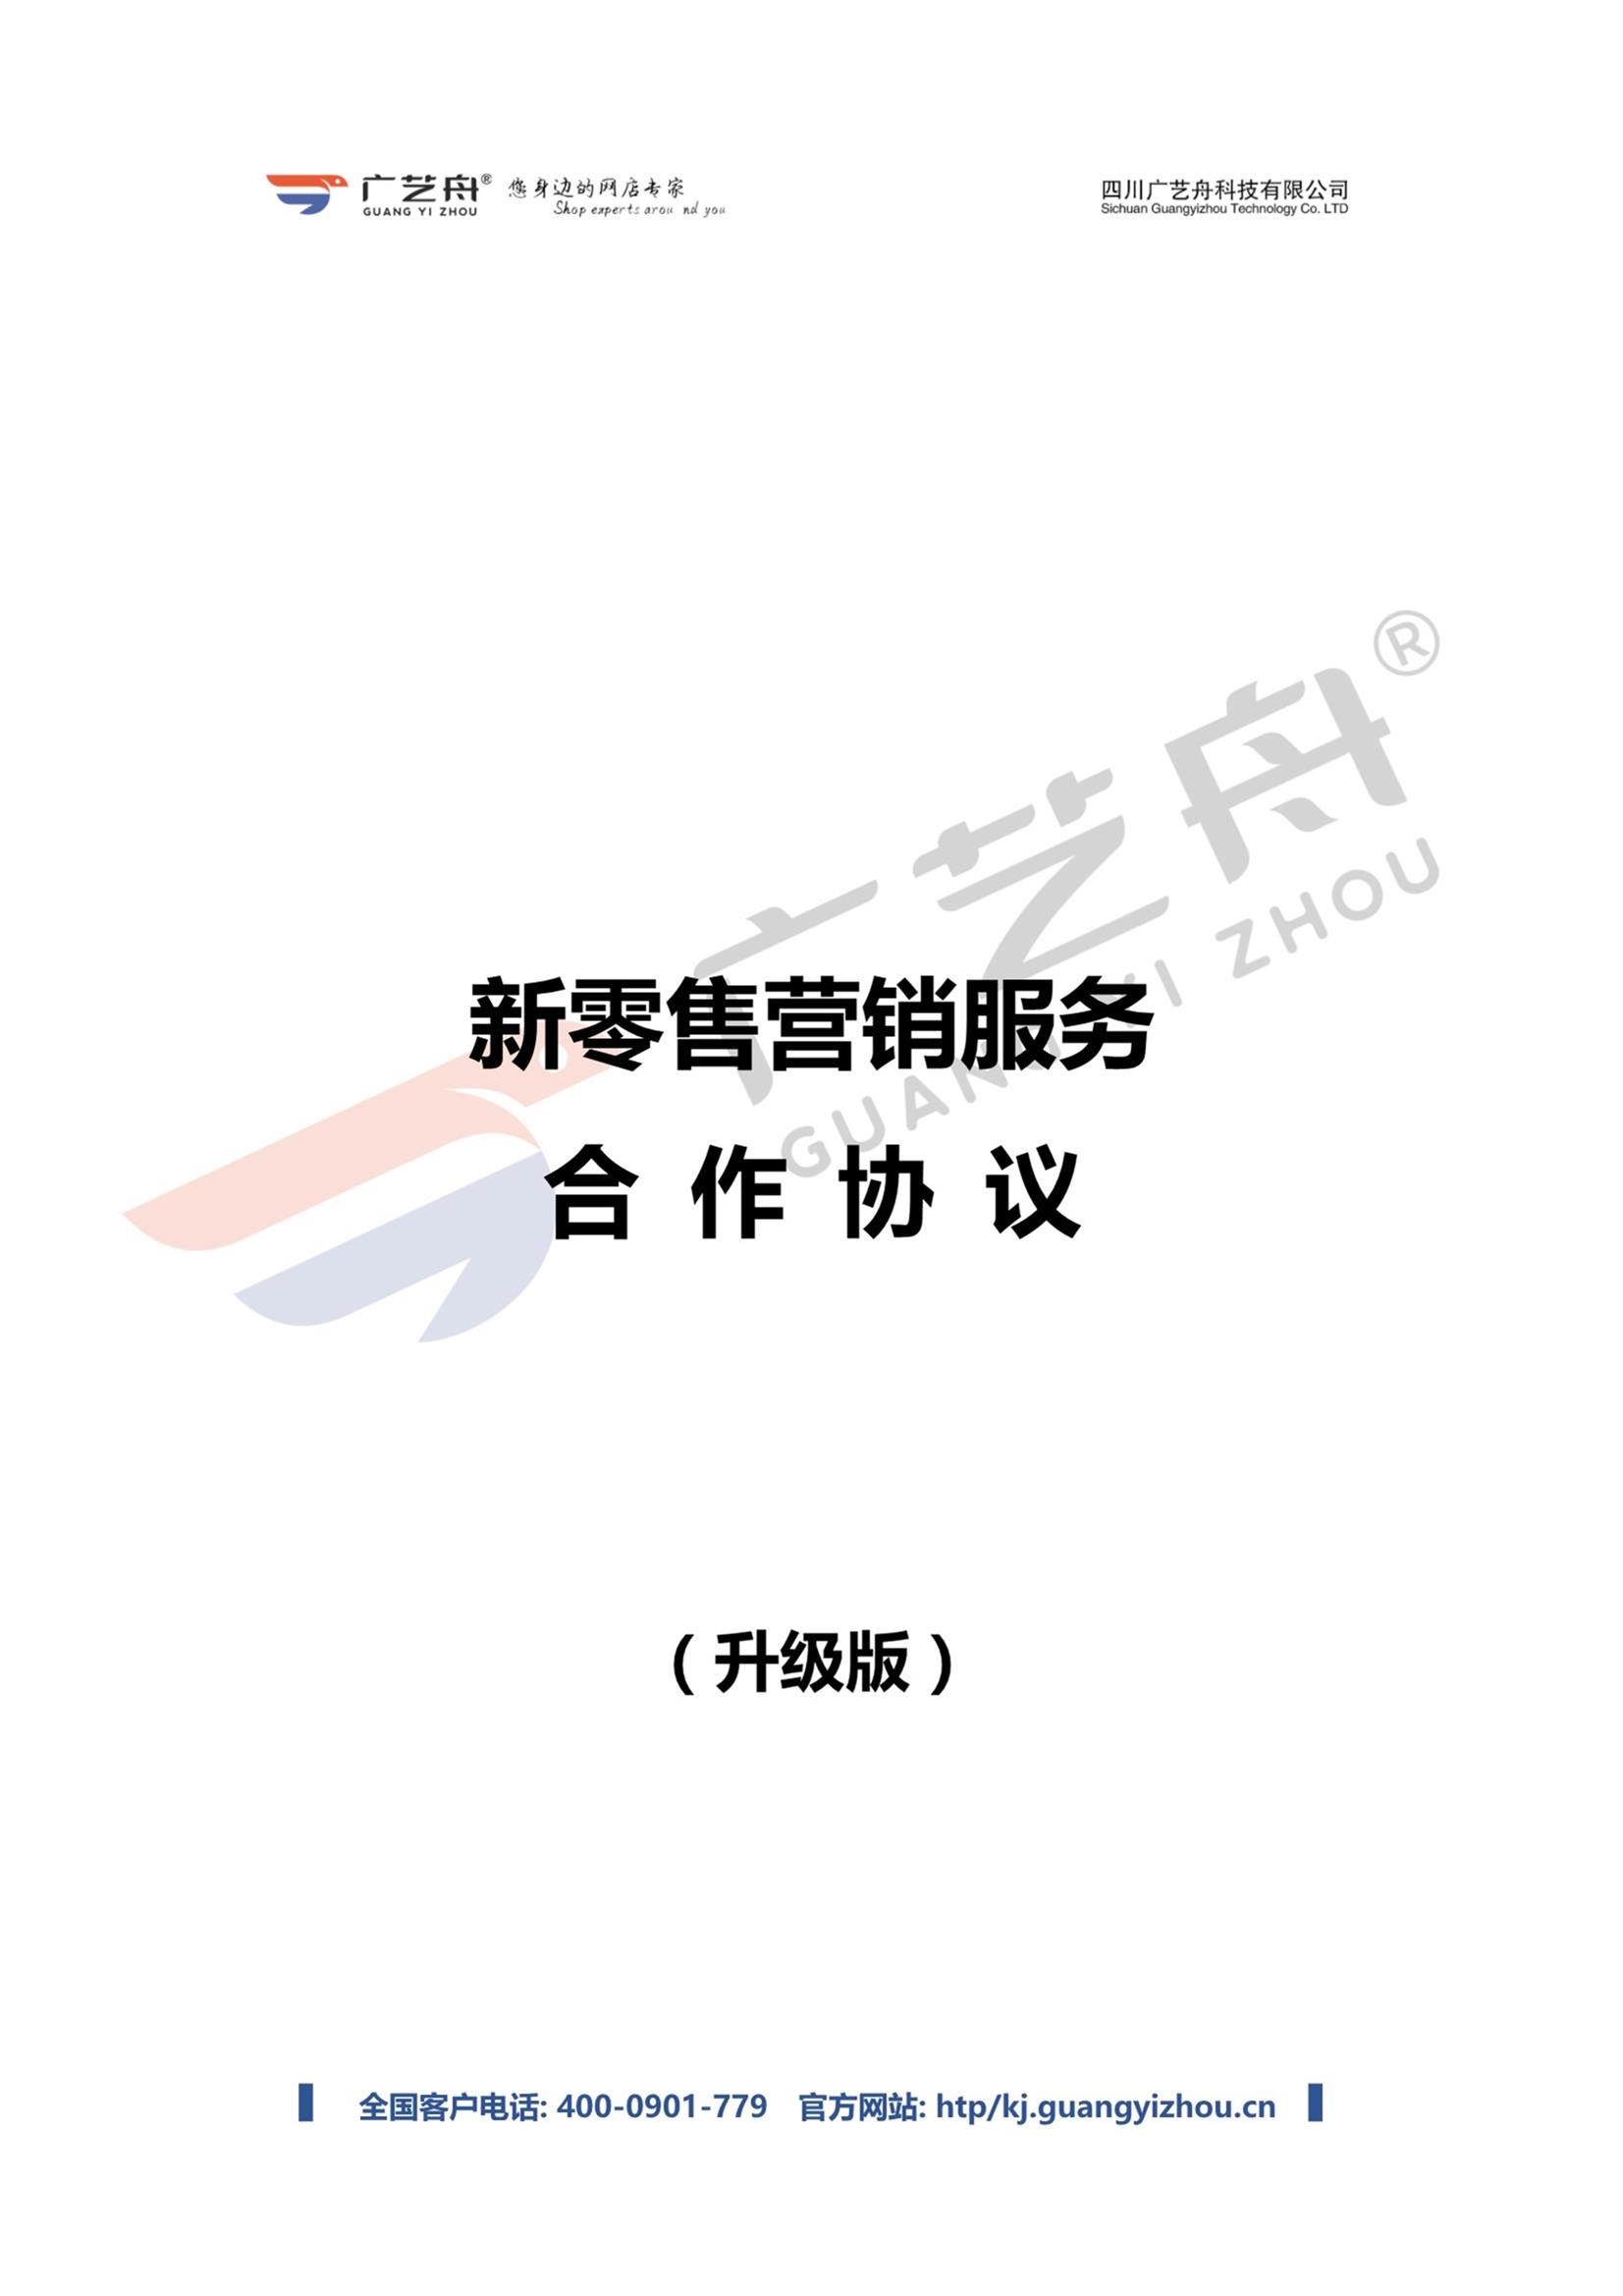 广艺舟® 您身边的网店专家 四川广艺舟科技有限公司
GUANG YI ZHOU Shop experts arou nd you Sichuan Guangyizhou Technology Co. LTD
广艺舟®
GUANG YI ZHOU
新零售营销服务
合作协议
（升级版）
全国客户电话: 400-0901-779 官方网站: htp/kj.guangyizhou.cn